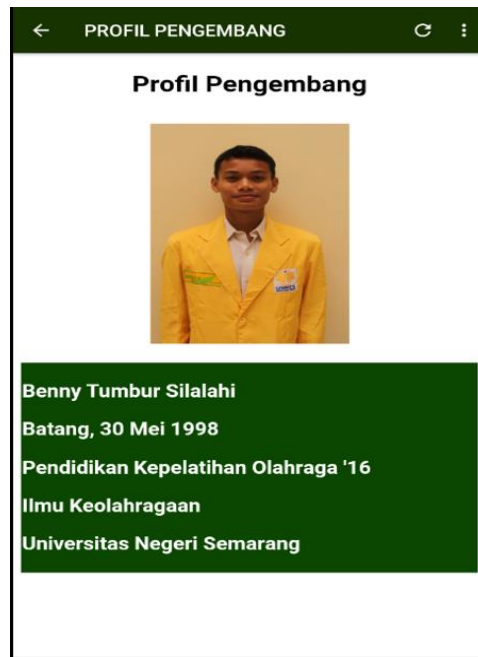 PROFIL PENGEMBANG
Profil Pengembang
UNNES
Benny Tumbur Silalahi
Batang, 30 Mei 1998
Pendidikan Kepelatihan Olahraga '16
Ilmu Keolahragaan
Universitas Negeri Semarang